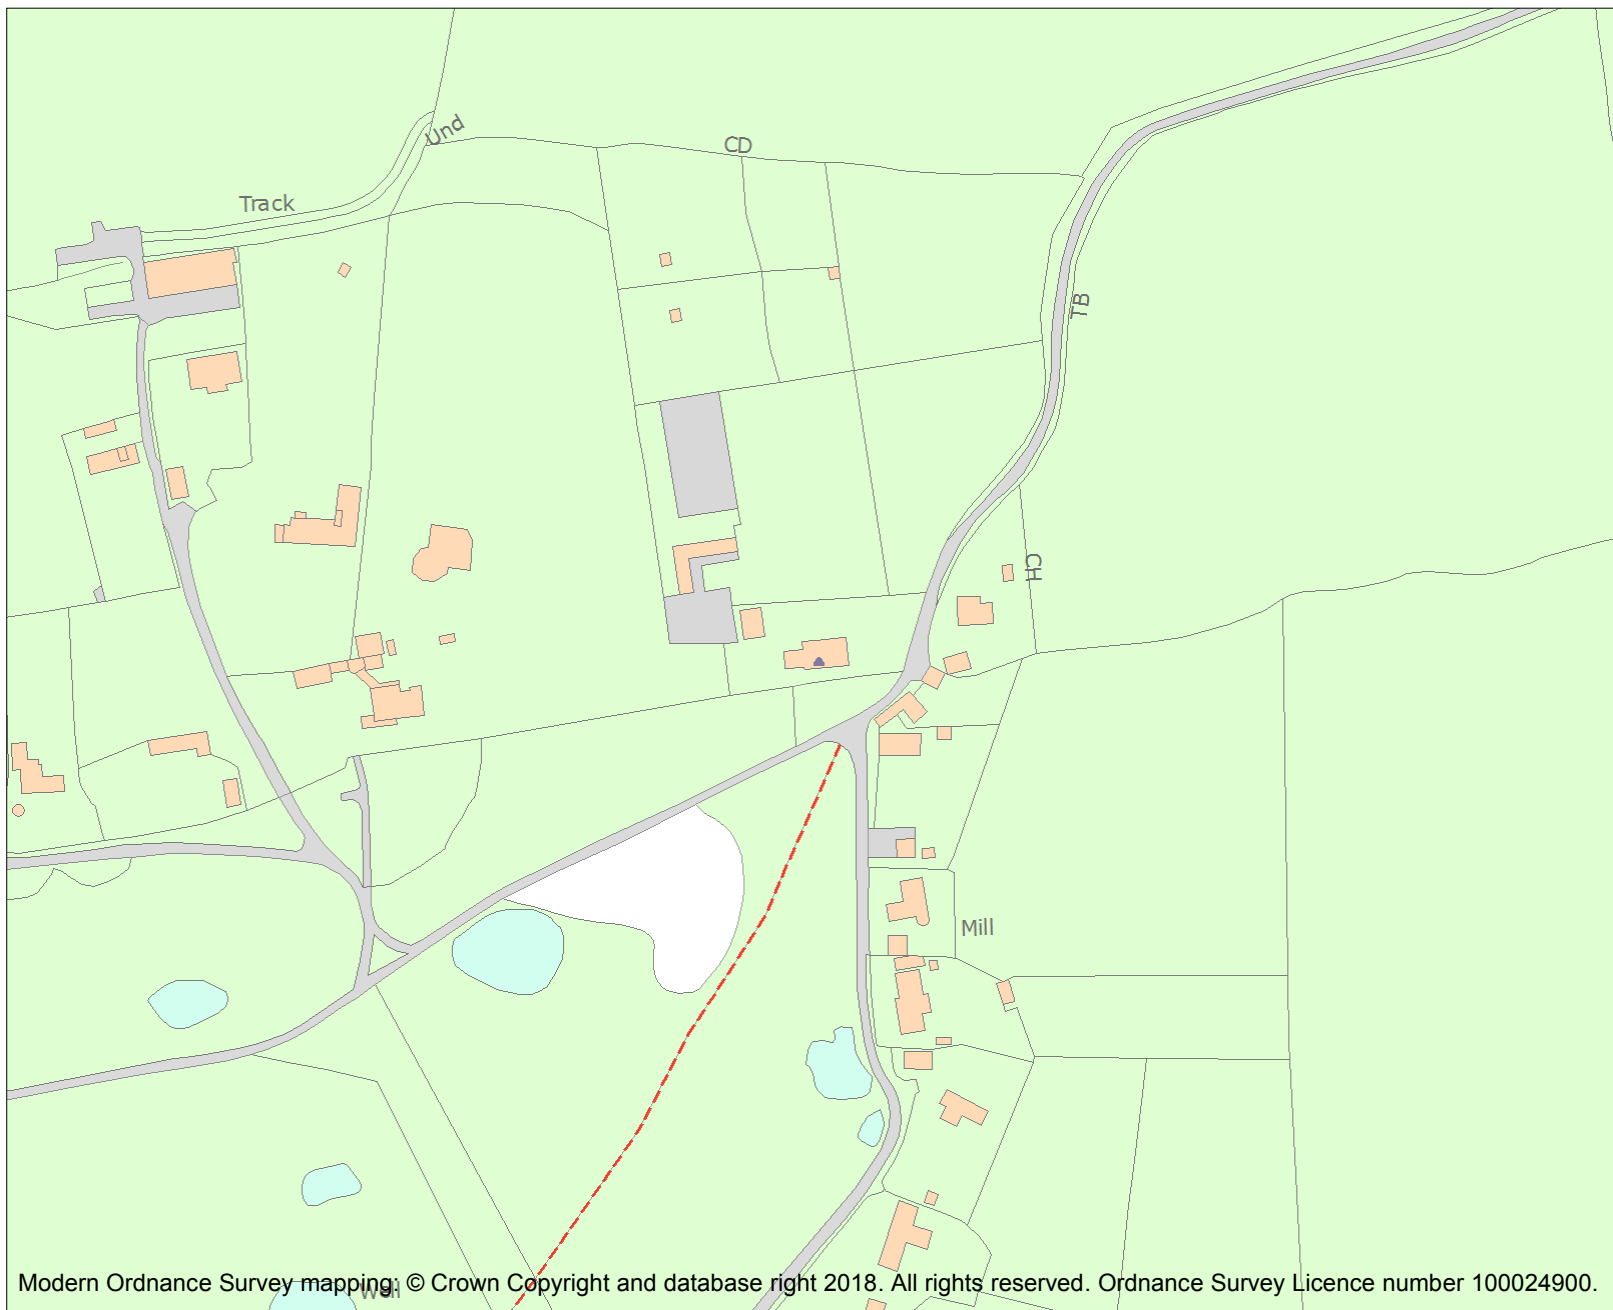 Und
CD
Track
TB
CH
Mill
Well
Modern Ordnance Survey mapping: © Crown Copyright and database right 2018. All rights reserved. Ordnance Survey Licence number 100024900.